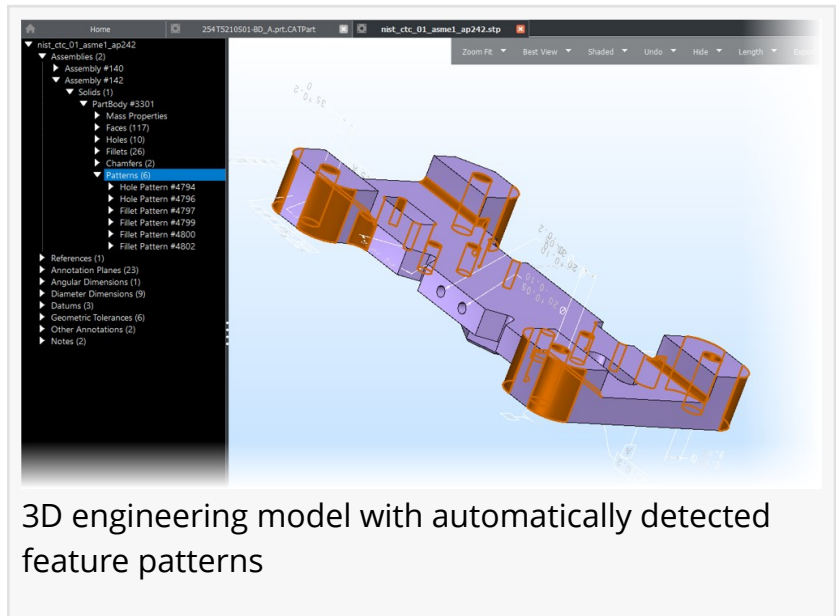 Home 254T5210S01-BD_A.prt.CATPart nist_ctc_01_asme1_ap242.stp
Zoom Fit Best View Shaded Undo Hide Length
nist_ctc_01_asme1_ap242
Assemblies (2)
Assembly #140
Assembly #142
Solids (1)
PartBody #3301
Mass Properties
Faces (117)
Holes (10)
Fillets (26)
Chamfers (2)
Patterns (6)
Hole Pattern #4794
Hole Pattern #4796
Fillet Pattern #4797
Fillet Pattern #4799
Fillet Pattern #4800
Fillet Pattern #4802
References (1)
Annotation Planes (23)
Angular Dimensions (1)
Diameter Dimensions (9)
Datums (3)
Geometric Tolerances (6)
Other Annotations (2)
Notes (2)
3D engineering model with automatically detected
feature patterns